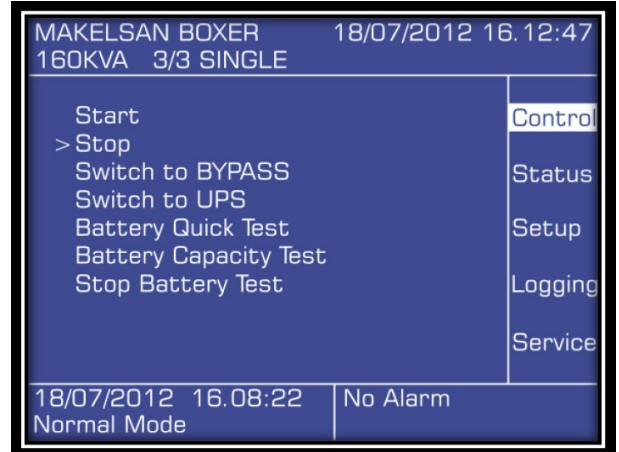 MAKELSAN BOXER 18/07/2012 16.12:47
160KVA 3/3 SINGLE
Start
> Stop
Switch to BYPASS
Switch to UPS
Battery Quick Test
Battery Capacity Test
Stop Battery Test
Control
Status
Setup
Logging
Service
18/07/2012 16.08:22
Normal Mode
No Alarm